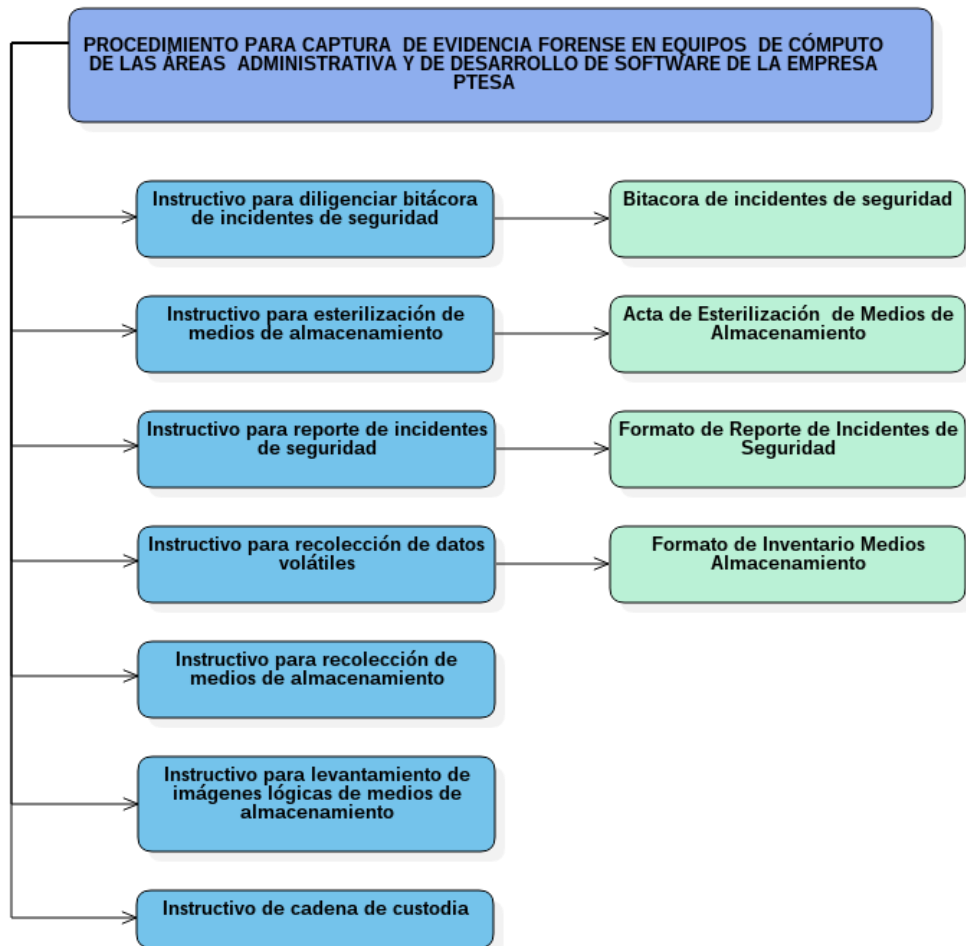 PROCEDIMIENTO PARA CAPTURA DE EVIDENCIA FORENSE EN EQUIPOS DE CÓMPUTO
DE LAS ÁREAS ADMINISTRATIVA Y DE DESARROLLO DE SOFTWARE DE LA EMPRESA
PTESA
Instructivo para diligenciar bitácora
de incidentes de seguridad
Bitacora de incidentes de seguridad
Instructivo para esterilización de
medios de almacenamiento
Acta de Esterilización de Medios de
Almacenamiento
Instructivo para reporte de incidentes
de seguridad
Formato de Reporte de Incidentes de
Seguridad
Instructivo para recolección de datos
volátiles
Formato de Inventario Medios
Almacenamiento
Instructivo para recolección de
medios de almacenamiento
Instructivo para levantamiento de
imágenes lógicas de medios de
almacenamiento
Instructivo de cadena de custodia